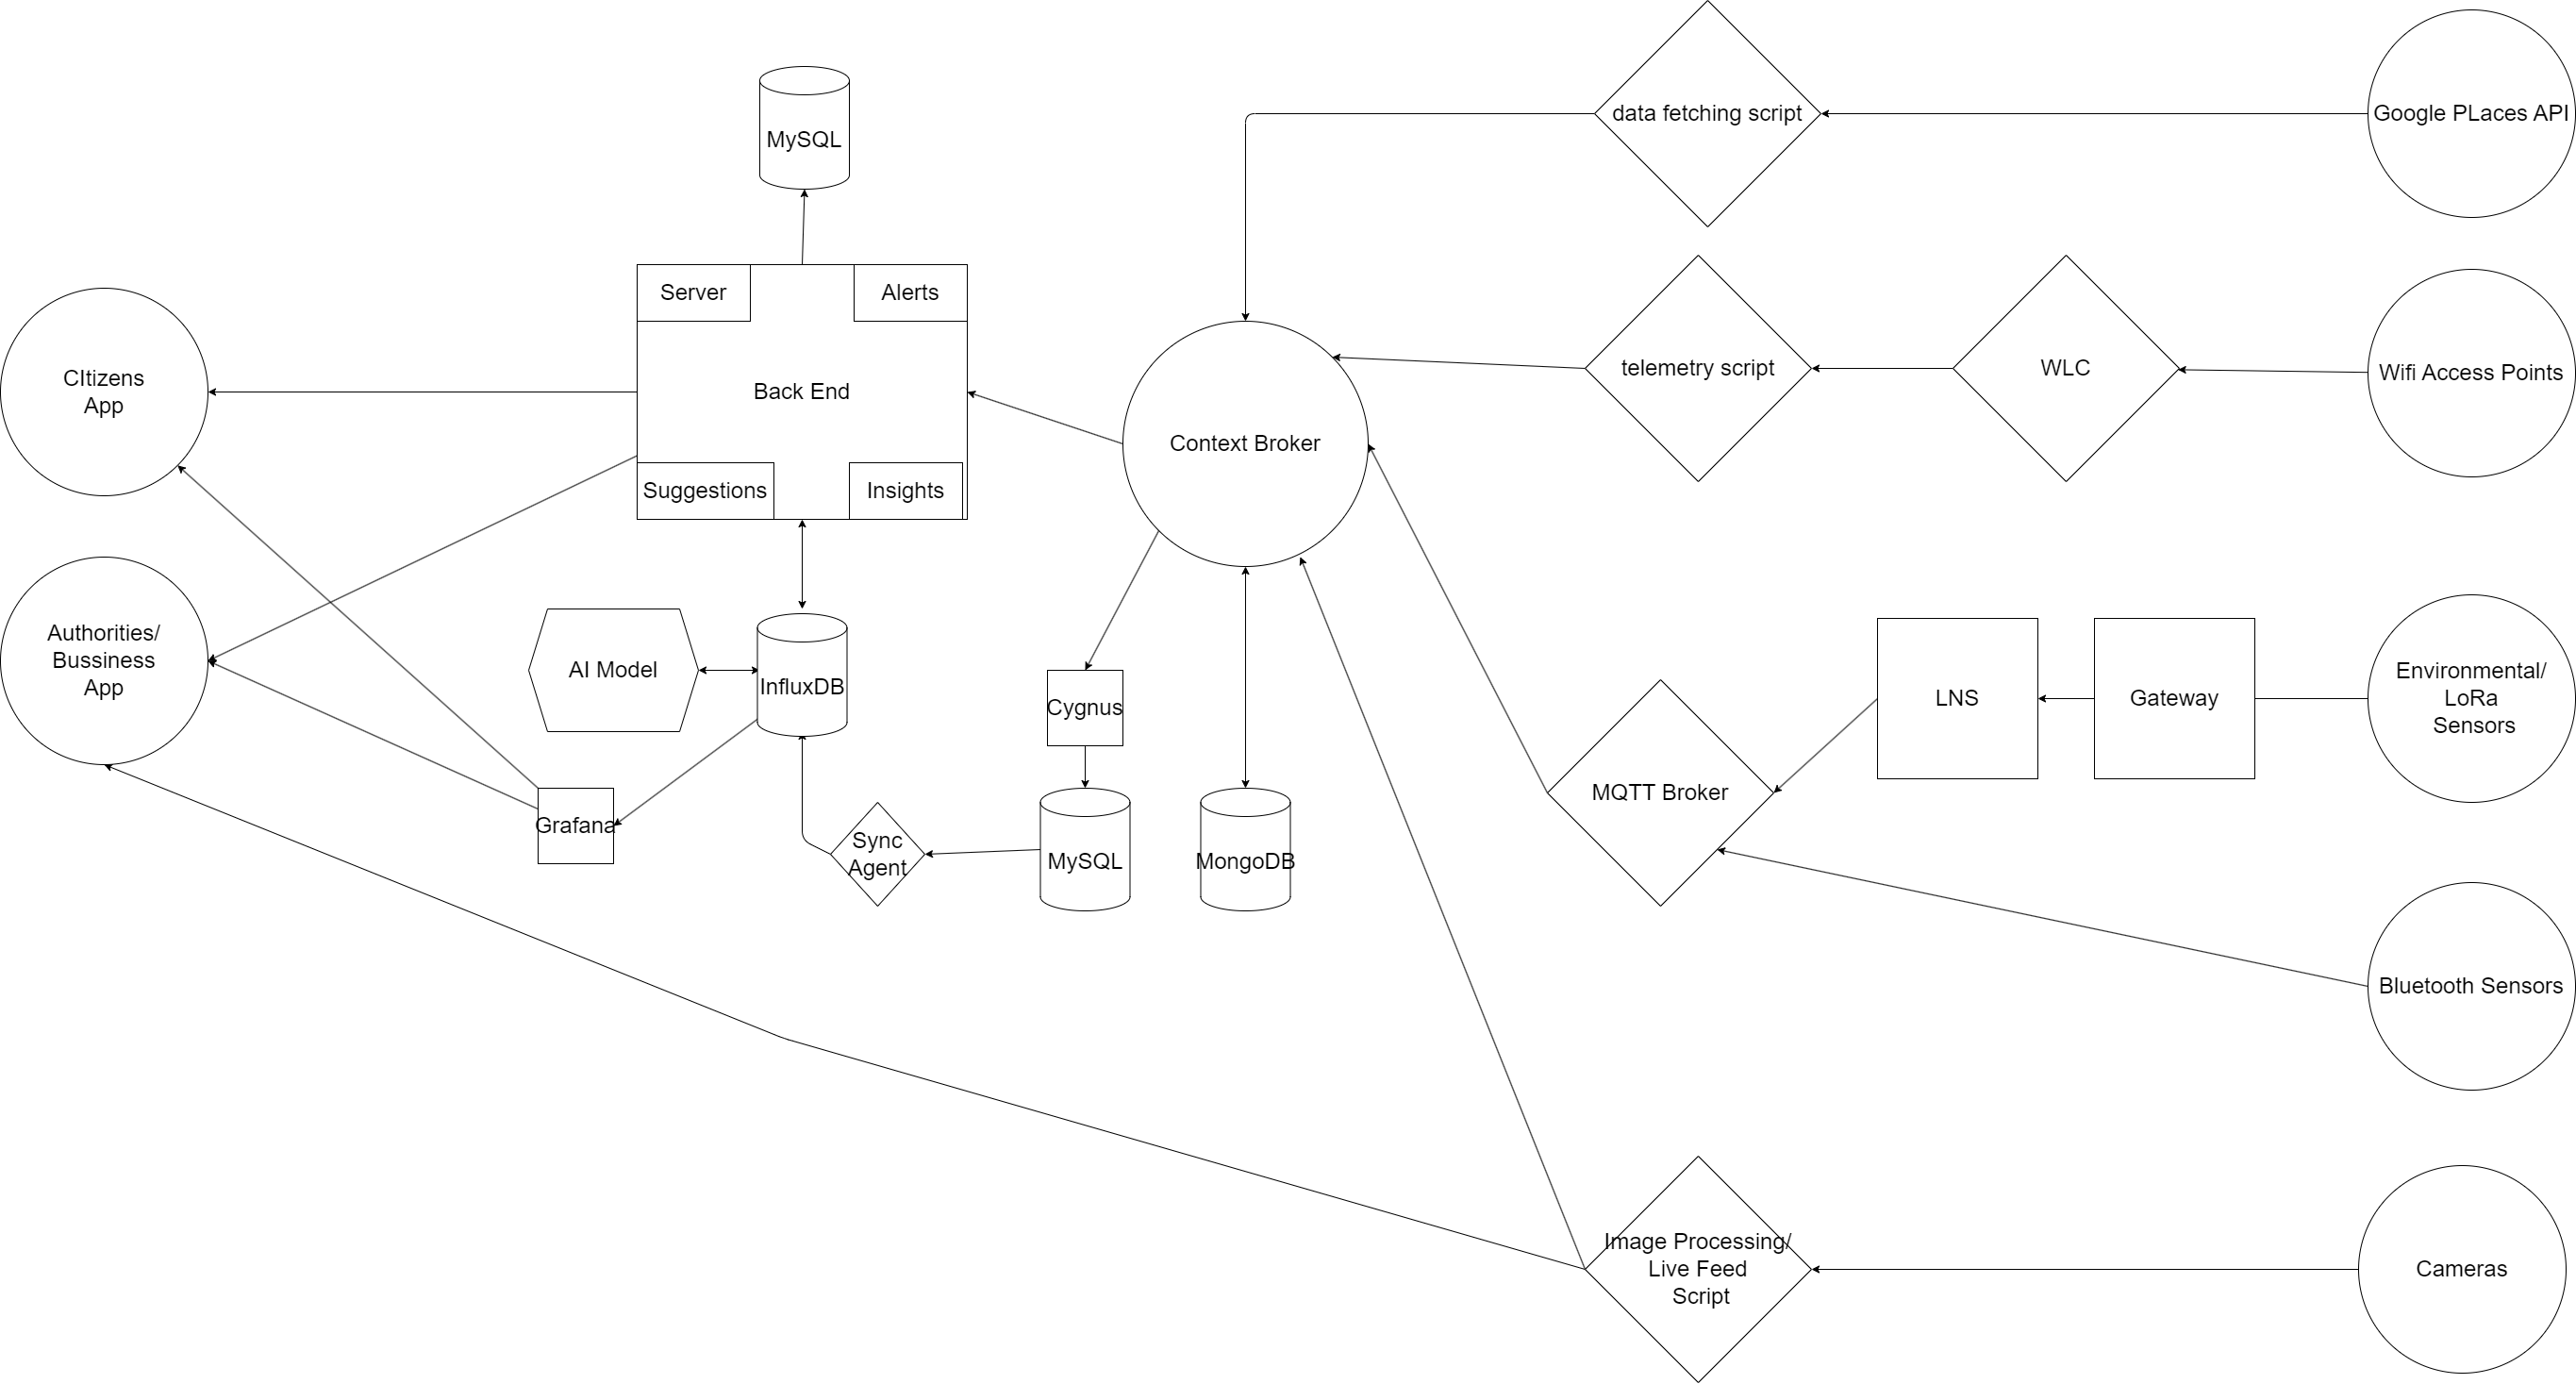 data fetching script
Google PLaces API
MySQL
Server
Alerts
CItizens
App
Back End
telemetry script
WLC
Wifi Access Points
Context Broker
Suggestions
Insights
Authorities/
Bussiness
App
AI Model
InfluxDB
Cygnus
LNS
Gateway
Environmental/
LoRa
Sensors
MQTT Broker
Grafana
Sync
Agent
MySQL
MongoDB
Bluetooth Sensors
Image Processing/
Live Feed
Script
Cameras